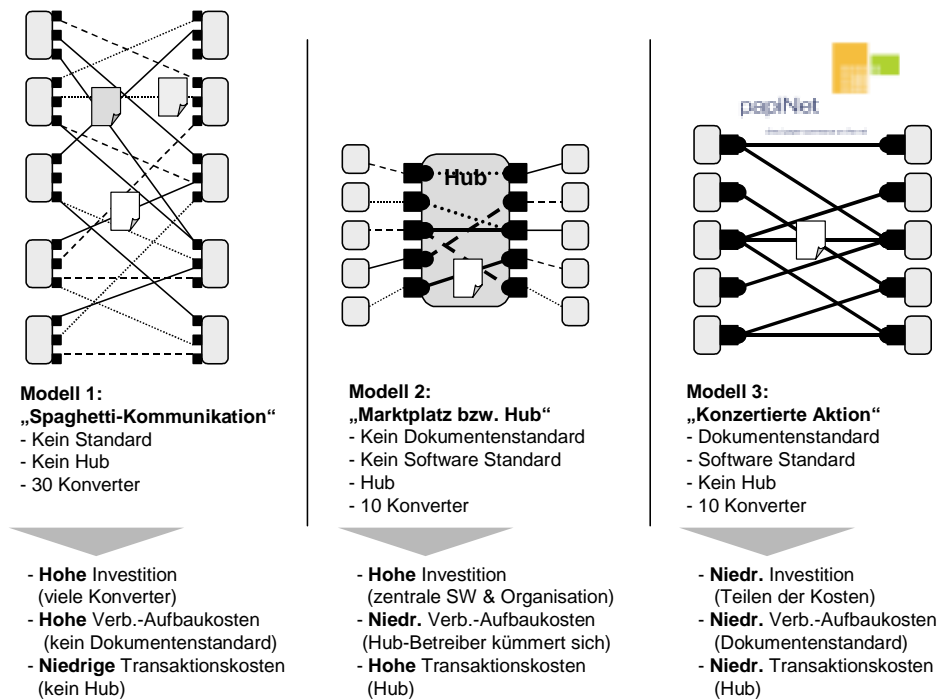 papiNet
Hub
Modell 1:
„Spaghetti-Kommunikation“
- Kein Standard
- Kein Hub
- 30 Konverter
- Hohe Investition
(viele Konverter)
- Hohe Verb.-Aufbaukosten
(kein Dokumentenstandard)
- Niedrige Transaktionskosten
(kein Hub)
Modell 2:
„Marktplatz bzw. Hub“
- Kein Dokumentenstandard
- Kein Software Standard
- Hub
- 10 Konverter
- Hohe Investition
(zentrale SW & Organisation)
- Niedr. Verb.-Aufbaukosten
(Hub-Betreiber kümmert sich)
- Hohe Transaktionskosten
(Hub)
Modell 3:
„Konzertierte Aktion“
- Dokumentenstandard
- Software Standard
- Kein Hub
- 10 Konverter
- Niedr. Investition
(Teilen der Kosten)
- Niedr. Verb.-Aufbaukosten
(Dokumentenstandard)
- Niedr. Transaktionskosten
(Hub)